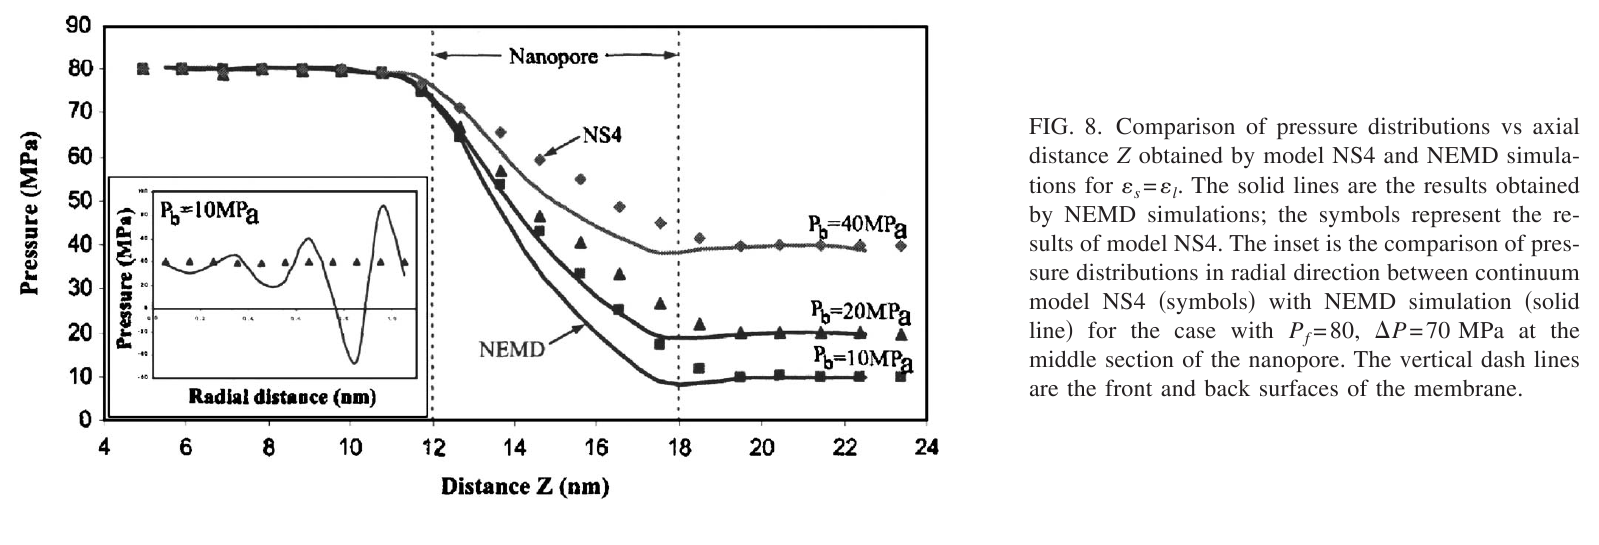 90
80
70
60
50
40
30
20
10
0
Pressure (MPa)
Nanopore
NS4
NEMD
Pb=40MPa
Pb=20MPa
Pb=10MPa
Pb=10MPa
Pressure (MPa)
Radial distance (nm)
4 6 8 10 12 14 16 18 20 22 24
Distance Z (nm)
FIG. 8. Comparison of pressure distributions vs axial
distance Z obtained by model NS4 and NEMD simula-
tions for εs=εl. The solid lines are the results obtained
by NEMD simulations; the symbols represent the re-
sults of model NS4. The inset is the comparison of pres-
sure distributions in radial direction between continuum
model NS4 (symbols) with NEMD simulation (solid
line) for the case with Pf=80, ΔP=70 MPa at the
middle section of the nanopore. The vertical dash lines
are the front and back surfaces of the membrane.